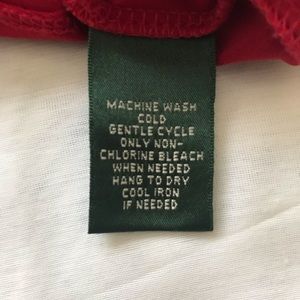 MACHINE WASH
COLD
GENTLE CYCLE
ONLY NON-
CHLORINE BLEACH
WHEN NEEDED
HANG TO DRY
COOL IRON
IF NEEDED